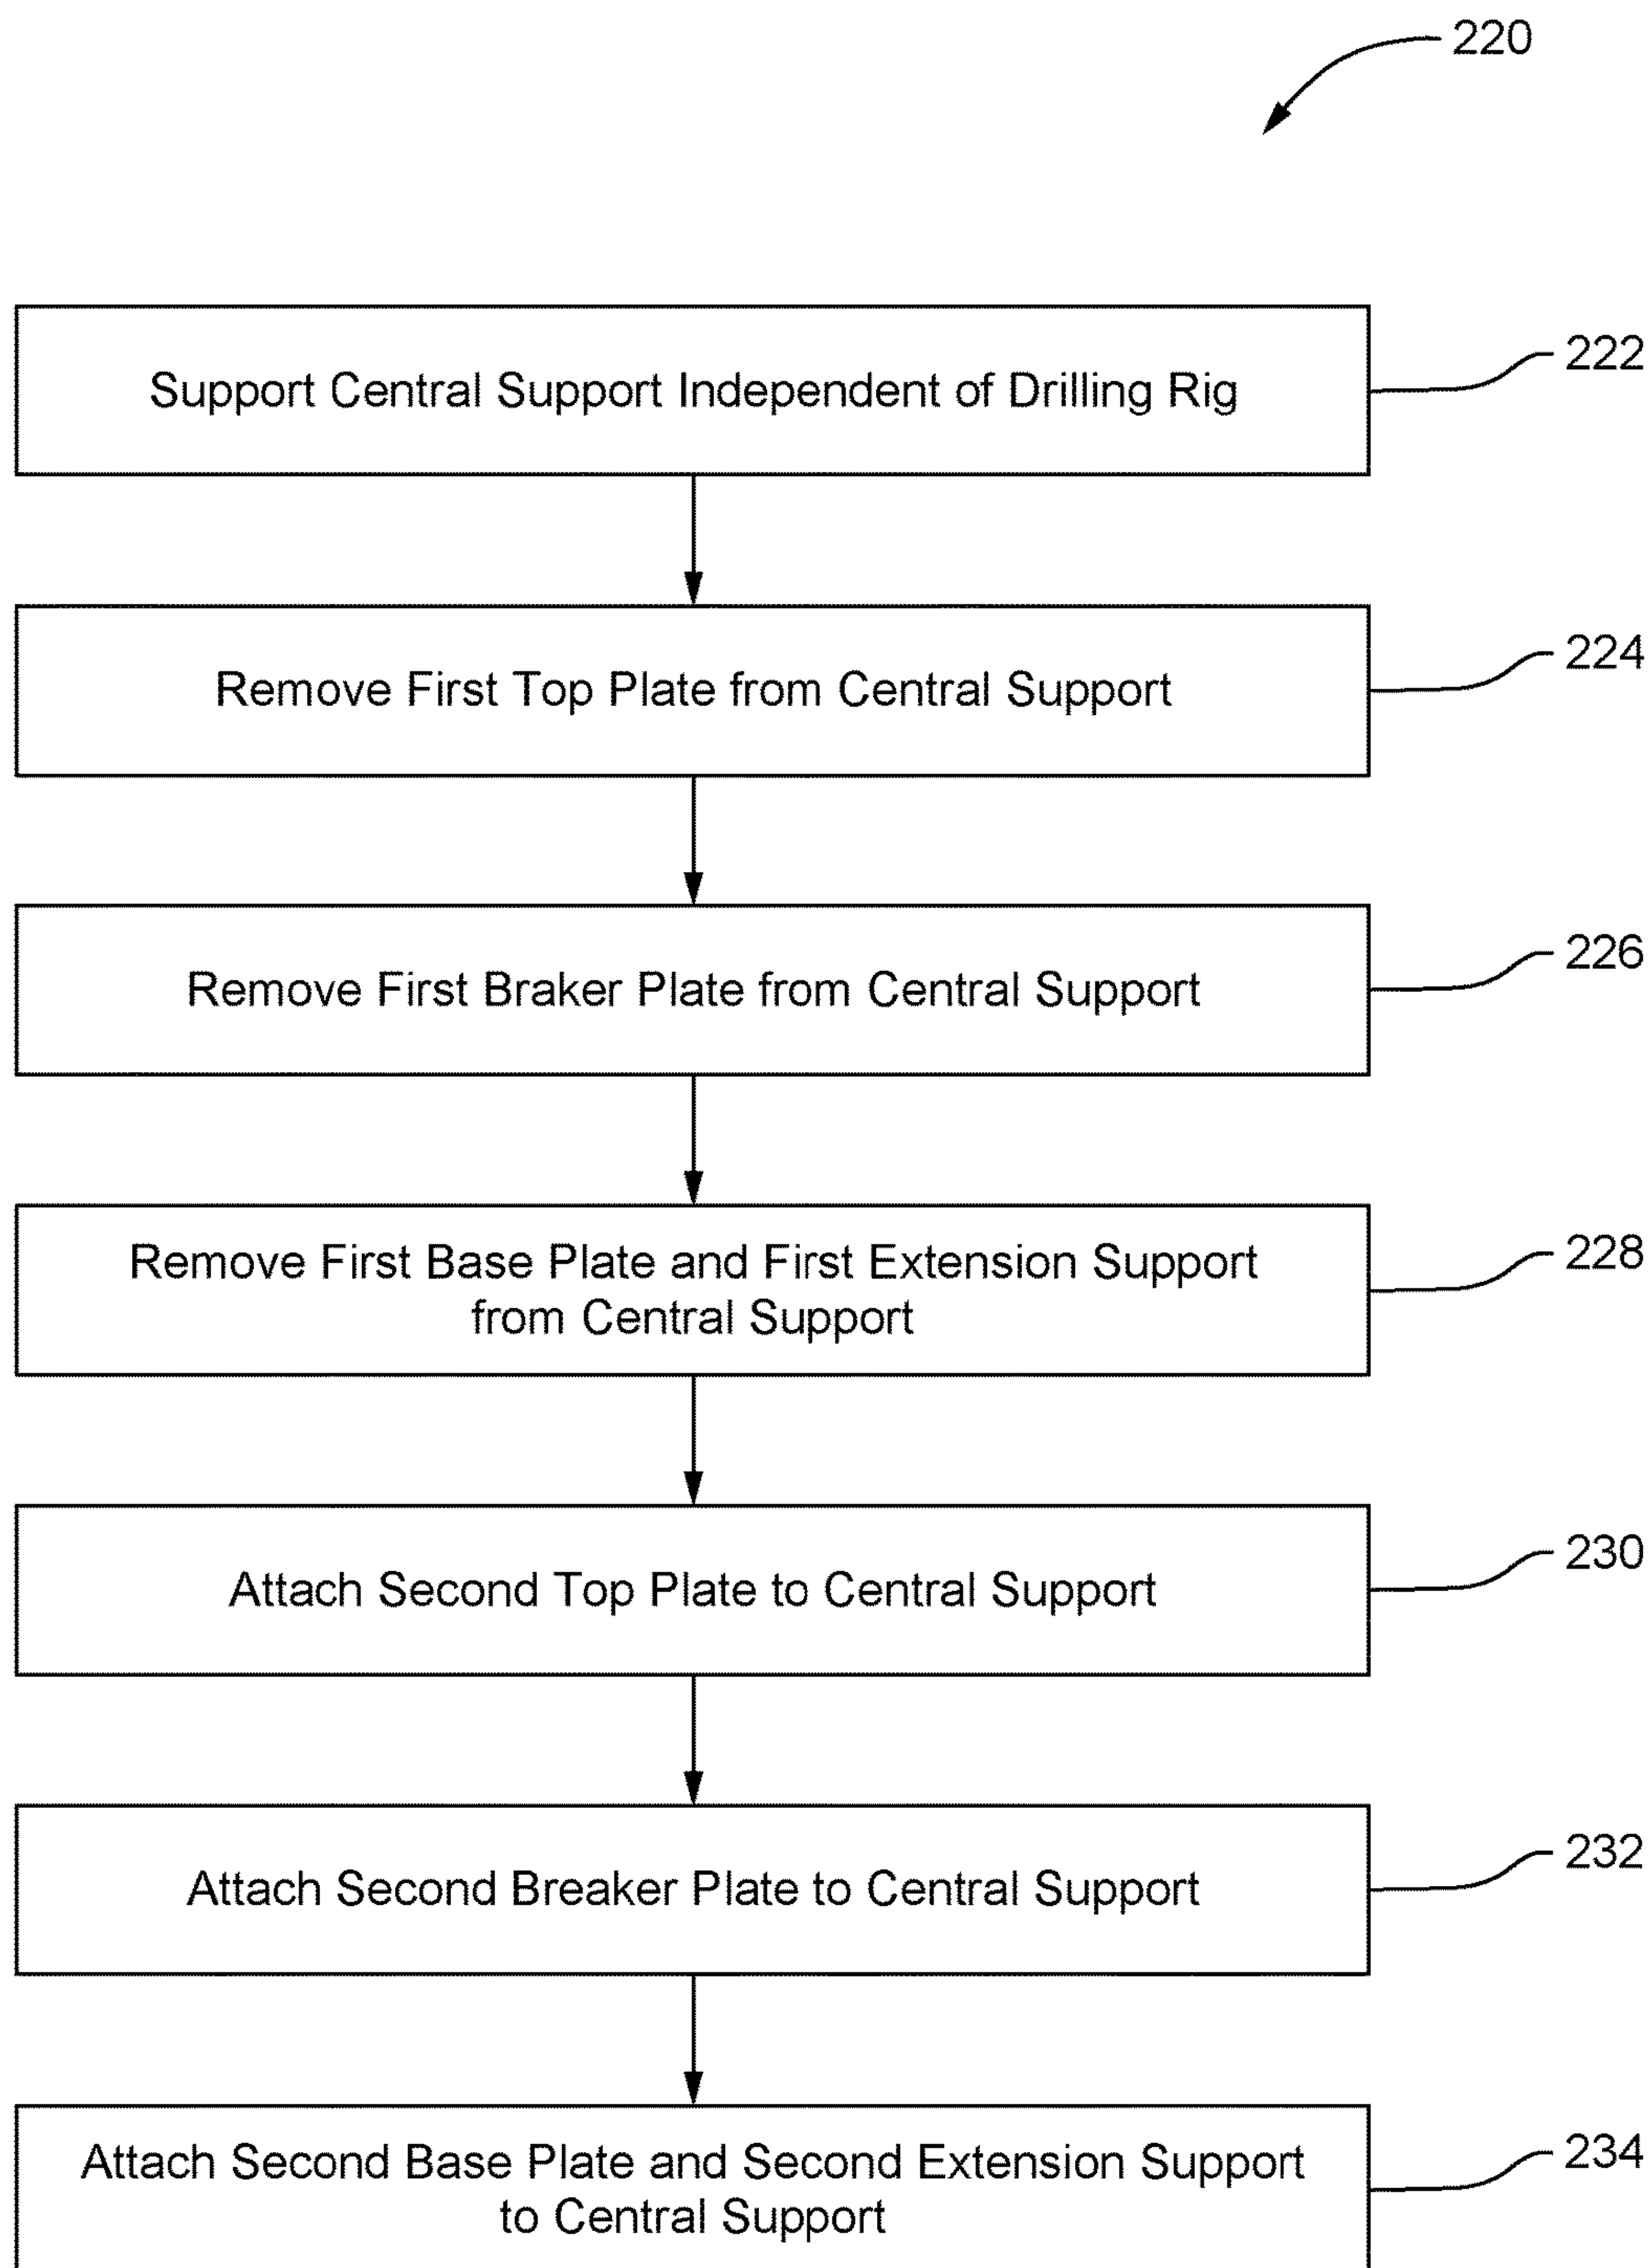 220
Support Central Support Independent of Drilling Rig
222
Remove First Top Plate from Central Support
224
Remove First Braker Plate from Central Support
226
Remove First Base Plate and First Extension Support
from Central Support
228
Attach Second Top Plate to Central Support
230
Attach Second Breaker Plate to Central Support
232
Attach Second Base Plate and Second Extension Support
to Central Support
234